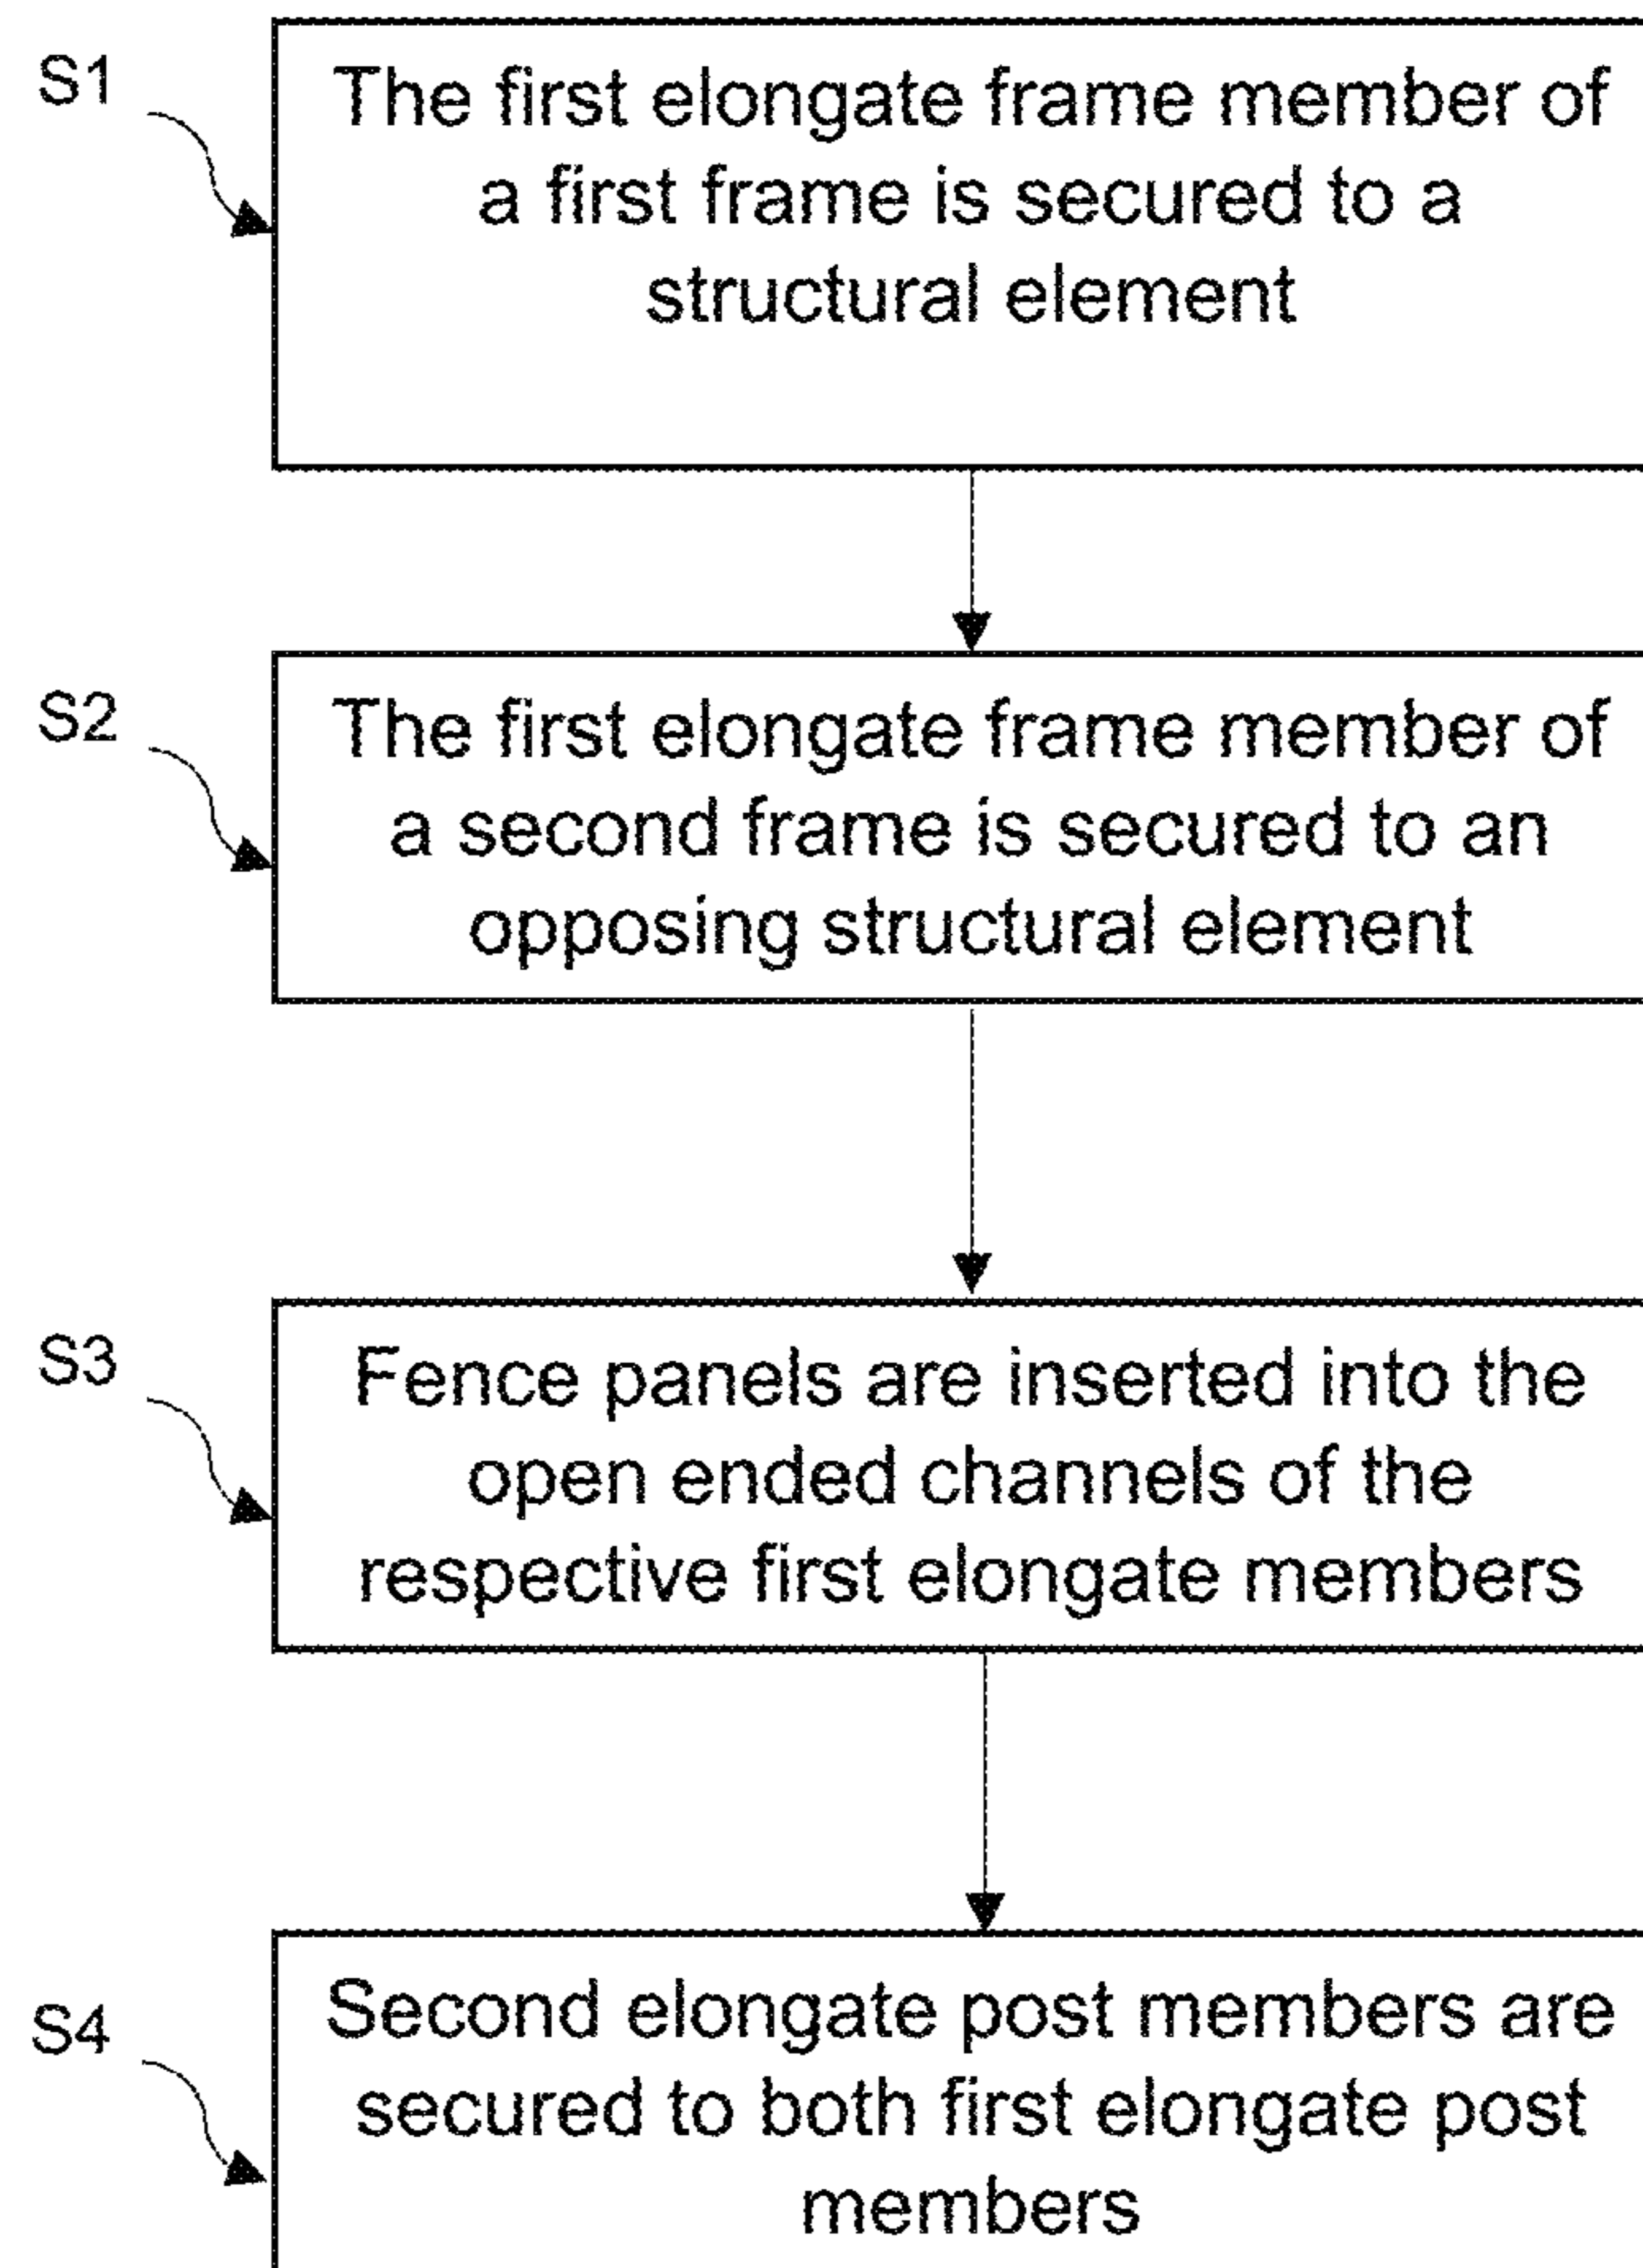 S1
The first elongate frame member of
a first frame is secured to a
structural element
S2
The first elongate frame member of
a second frame is secured to an
opposing structural element
S3
Fence panels are inserted into the
open ended channels of the
respective first elongate members
S4
Second elongate post members are
secured to both first elongate post
members